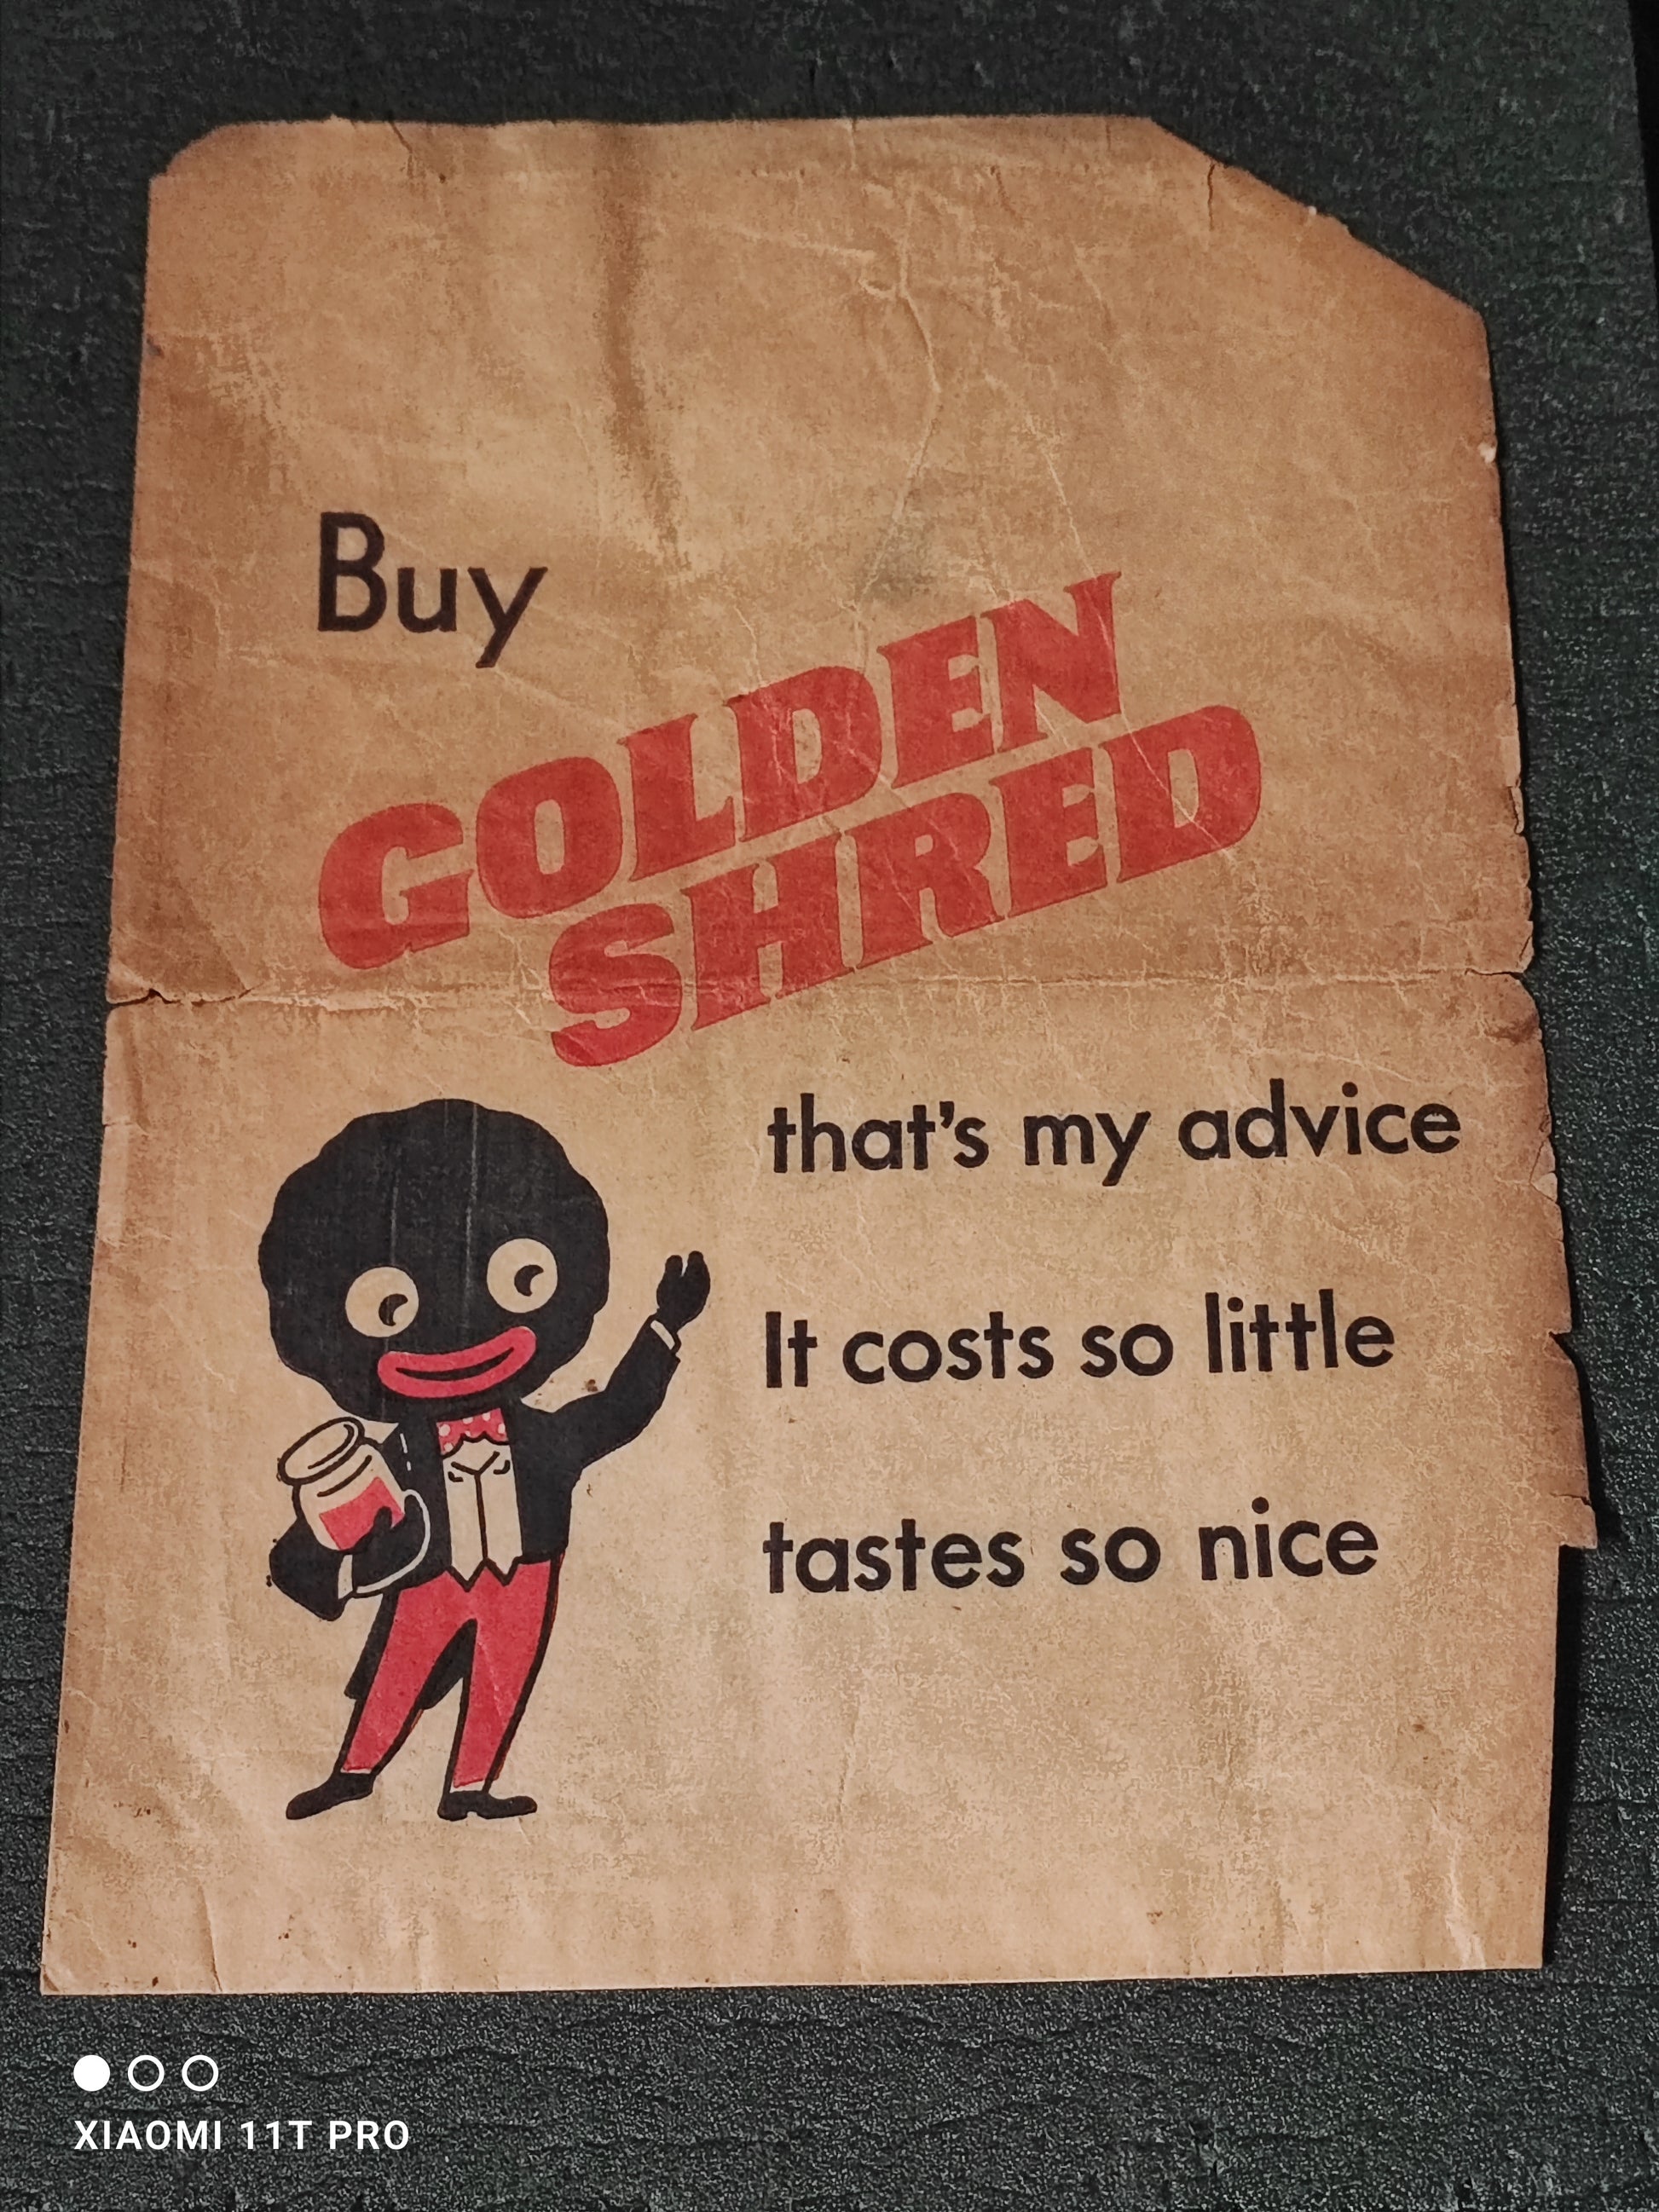 Buy
GOLDEN
SHRED
that's my advice
It costs so little
tastes so nice
XIAOMI 11T PRO